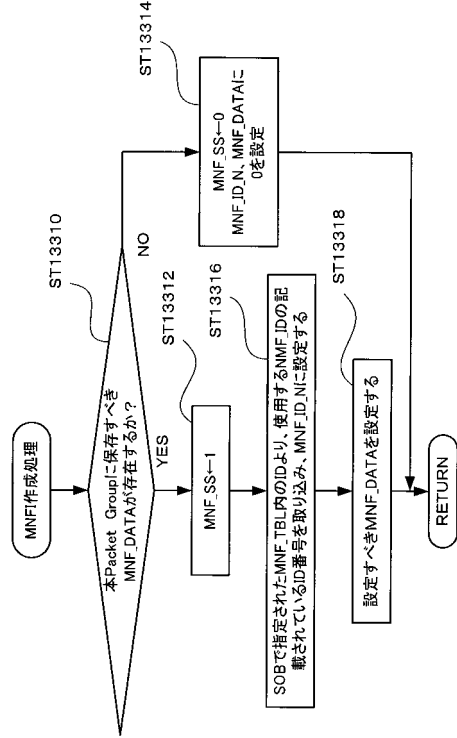 MNFI作成処理
ST13310
本Packet Groupに保存すべき
MNF_DATAが存在するか？
NO
YES
ST13312
MNF_SS←1
ST13314
MNF_SS←0
MNF_ID_N、MNF_DATAに
0を設定
ST13316
SOBで指定されたMNF_TBL内のIDより、使用するNMF_IDの記
載されているID番号を取り込み、MNF_ID_Nに設定する
ST13318
設定すべきMNF_DATAを設定する
RETURN